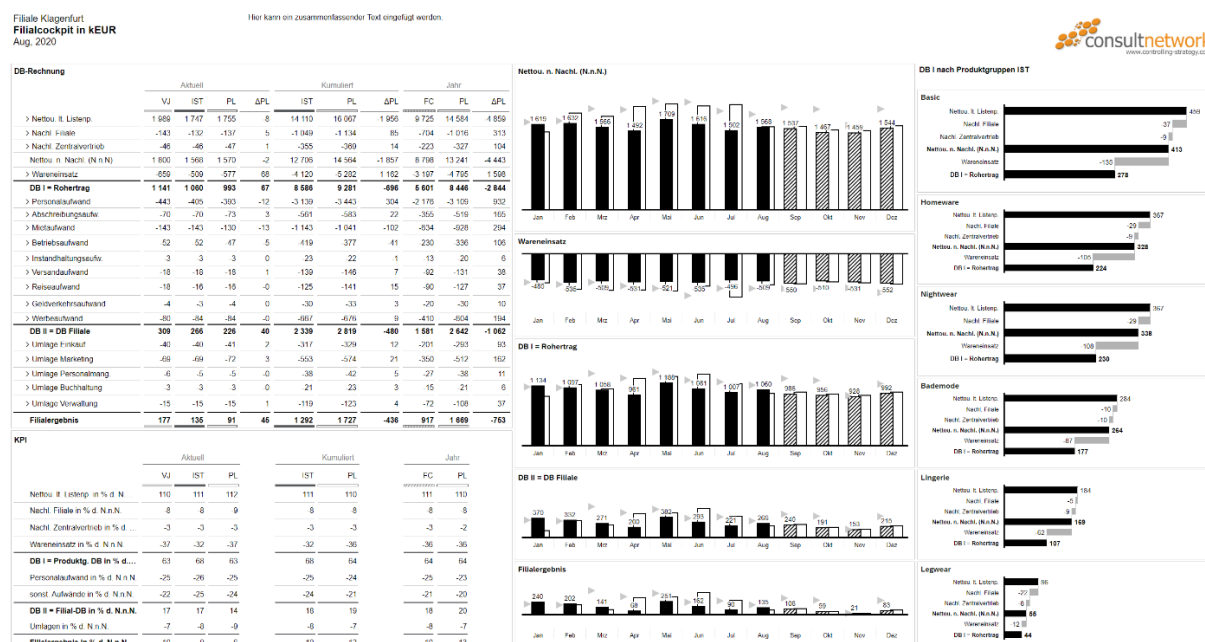 Filiale Klagenfurt
Filialcockpit in kEUR
Aug, 2020
Hier kann ein zusammenfassender Text eingefügt werden.
consultnetwork
www.controlling-strategy.co
DB-Rechnung
Aktuell Kumuliert Jahr
VJ IST PL ΔPL IST PL ΔPL FC PL ΔPL
> Nettou. lt. Listenp. 1 989 1 747 1 755 -8 14 110 16 067 1 956 9 725 14 584 4 859
> Nachl. Filiale -143 -132 -137 5 -1 049 -1 134 85 -704 -1 016 313
> Nachl. Zentralvertrieb -46 -46 -47 1 -355 -369 14 -223 -327 104
Nettou. n. Nachl. (N.n.N) 1 800 1 568 1 570 -2 12 706 14 564 -1 857 8 798 13 241 -4 443
> Wareneinsatz -659 -509 -577 68 -4 120 -5 282 1 162 -3 197 -4 795 1 598
DB I = Rohertrag 1 141 1 060 993 67 8 586 9 281 -696 5 601 8 446 -2 844
> Personalaufwand -443 -405 -393 -12 -3 139 -3 443 304 -2 176 -3 109 932
> Abschreibungsaufw. -70 -70 -73 3 -561 -583 22 -355 -519 165
> Mietaufwand -143 -143 -130 -13 -1 143 -1 041 -102 -634 -928 294
> Betriebsaufwand 52 52 47 -5 419 377 -41 230 336 106
> Instandhaltungsaufw. 3 3 3 0 23 22 1 13 20 6
> Versandaufwand -18 -18 -18 1 -139 -146 7 -92 -131 38
> Reiseaufwand -18 -16 -16 -0 -125 -141 15 -90 -127 37
> Geldverkehrsaufwand -4 -3 -4 0 -30 -33 3 -20 -30 10
> Werbeaufwand -80 -84 -84 -0 -667 -676 9 -410 -604 194
DB II = DB Filiale 309 266 226 40 2 339 2 819 -480 1 581 2 642 -1 062
> Umlage Einkauf -40 -40 -41 2 -317 -329 12 -201 -293 93
> Umlage Marketing -69 -69 -72 3 -553 -574 21 -350 -512 162
> Umlage Personalmang. -6 -5 -5 -0 -38 -42 5 -27 -38 11
> Umlage Buchhaltung 3 3 3 0 21 23 3 15 21 6
> Umlage Verwaltung -15 -15 -15 1 -119 -123 4 -72 -108 37
Filialergebnis 177 135 91 45 1 292 1 727 -436 917 1 669 -763
KPI
Aktuell Kumuliert Jahr
VJ IST PL IST PL FC PL
Nettou. lt. Listenp. in % d. N... 110 111 112 111 110 111 110
Nachl. Filiale in % d. N.n.N. -8 -8 -9 -8 -8 -8 -8
Nachl. Zentralvertrieb in % d. ... -3 -3 -3 -3 -3 -3 -2
Wareneinsatz in % d. N.n.N. -37 -32 -37 -32 -36 -36 -36
DB I = Produktg. DB in % d.... 63 68 63 68 64 64 64
Personalaufwand in % d. N.n.N. -25 -26 -25 -25 -24 -25 -23
sonst. Aufwände in % d. N.n.N. -22 -25 -24 -24 -21 -21 -20
DB II = Filial-DB in % d. N.n.N. 17 17 14 16 19 18 20
Umlagen in % d. N.n.N. -7 -8 -9 -8 -7 -8 -7
Nettou. n. Nachl. (N.n.N.)
1 619 1 632 1 566 1 492 1 709 1 616 1 502 1 568 1 537 1 467 1 459 1 544
Jan Feb Mrz Apr Mai Jun Jul Aug Sep Okt Nov Dez
Wareneinsatz
-485 -535 -509 -531 -521 -535 -496 -509 550 -510 -531 552
Jan Feb Mrz Apr Mai Jun Jul Aug Sep Okt Nov Dez
DB I = Rohertrag
1 134 1 097 1 056 961 1 188 1 081 1 007 1 060 986 956 928 992
Jan Feb Mrz Apr Mai Jun Jul Aug Sep Okt Nov Dez
DB II = DB Filiale
370 332 271 200 382 293 221 266 240 191 153 215
Jan Feb Mrz Apr Mai Jun Jul Aug Sep Okt Nov Dez
Filialergebnis
240 202 141 68 251 162 90 135 108 59 21 83
Jan Feb Mrz Apr Mai Jun Jul Aug Sep Okt Nov Dez
DB I nach Produktgruppen IST
Basic
Nettou. lt. Listenp. 459
Nachl. Filiale -37
Nachl. Zentralvertrieb -9
Nettou. n. Nachl. (N.n.N.) 413
Wareneinsatz -135
DB I = Rohertrag 278
Homeware
Nettou. lt. Listenp. 367
Nachl. Filiale -29
Nachl. Zentralvertrieb -9
Nettou. n. Nachl. (N.n.N.) 328
Wareneinsatz -105
DB I = Rohertrag 224
Nightwear
Nettou. lt. Listenp. 367
Nachl. Filiale -29
Nettou. n. Nachl. (N.n.N.) 338
Wareneinsatz 108
DB I = Rohertrag 230
Bademode
Nettou. lt. Listenp. 284
Nachl. Filiale -10
Nachl. Zentralvertrieb -10
Nettou. n. Nachl. (N.n.N.) 264
Wareneinsatz -87
DB I = Rohertrag 177
Lingerie
Nettou. lt. Listenp. 184
Nachl. Filiale -5
Nachl. Zentralvertrieb 9
Nettou. n. Nachl. (N.n.N.) 169
Wareneinsatz -62
DB I = Rohertrag 107
Legwear
Nettou. lt. Listenp. 86
Nachl. Filiale -22
Nachl. Zentralvertrieb 8
Nettou. n. Nachl. (N.n.N.) 55
Wareneinsatz -12
DB I = Rohertrag 44